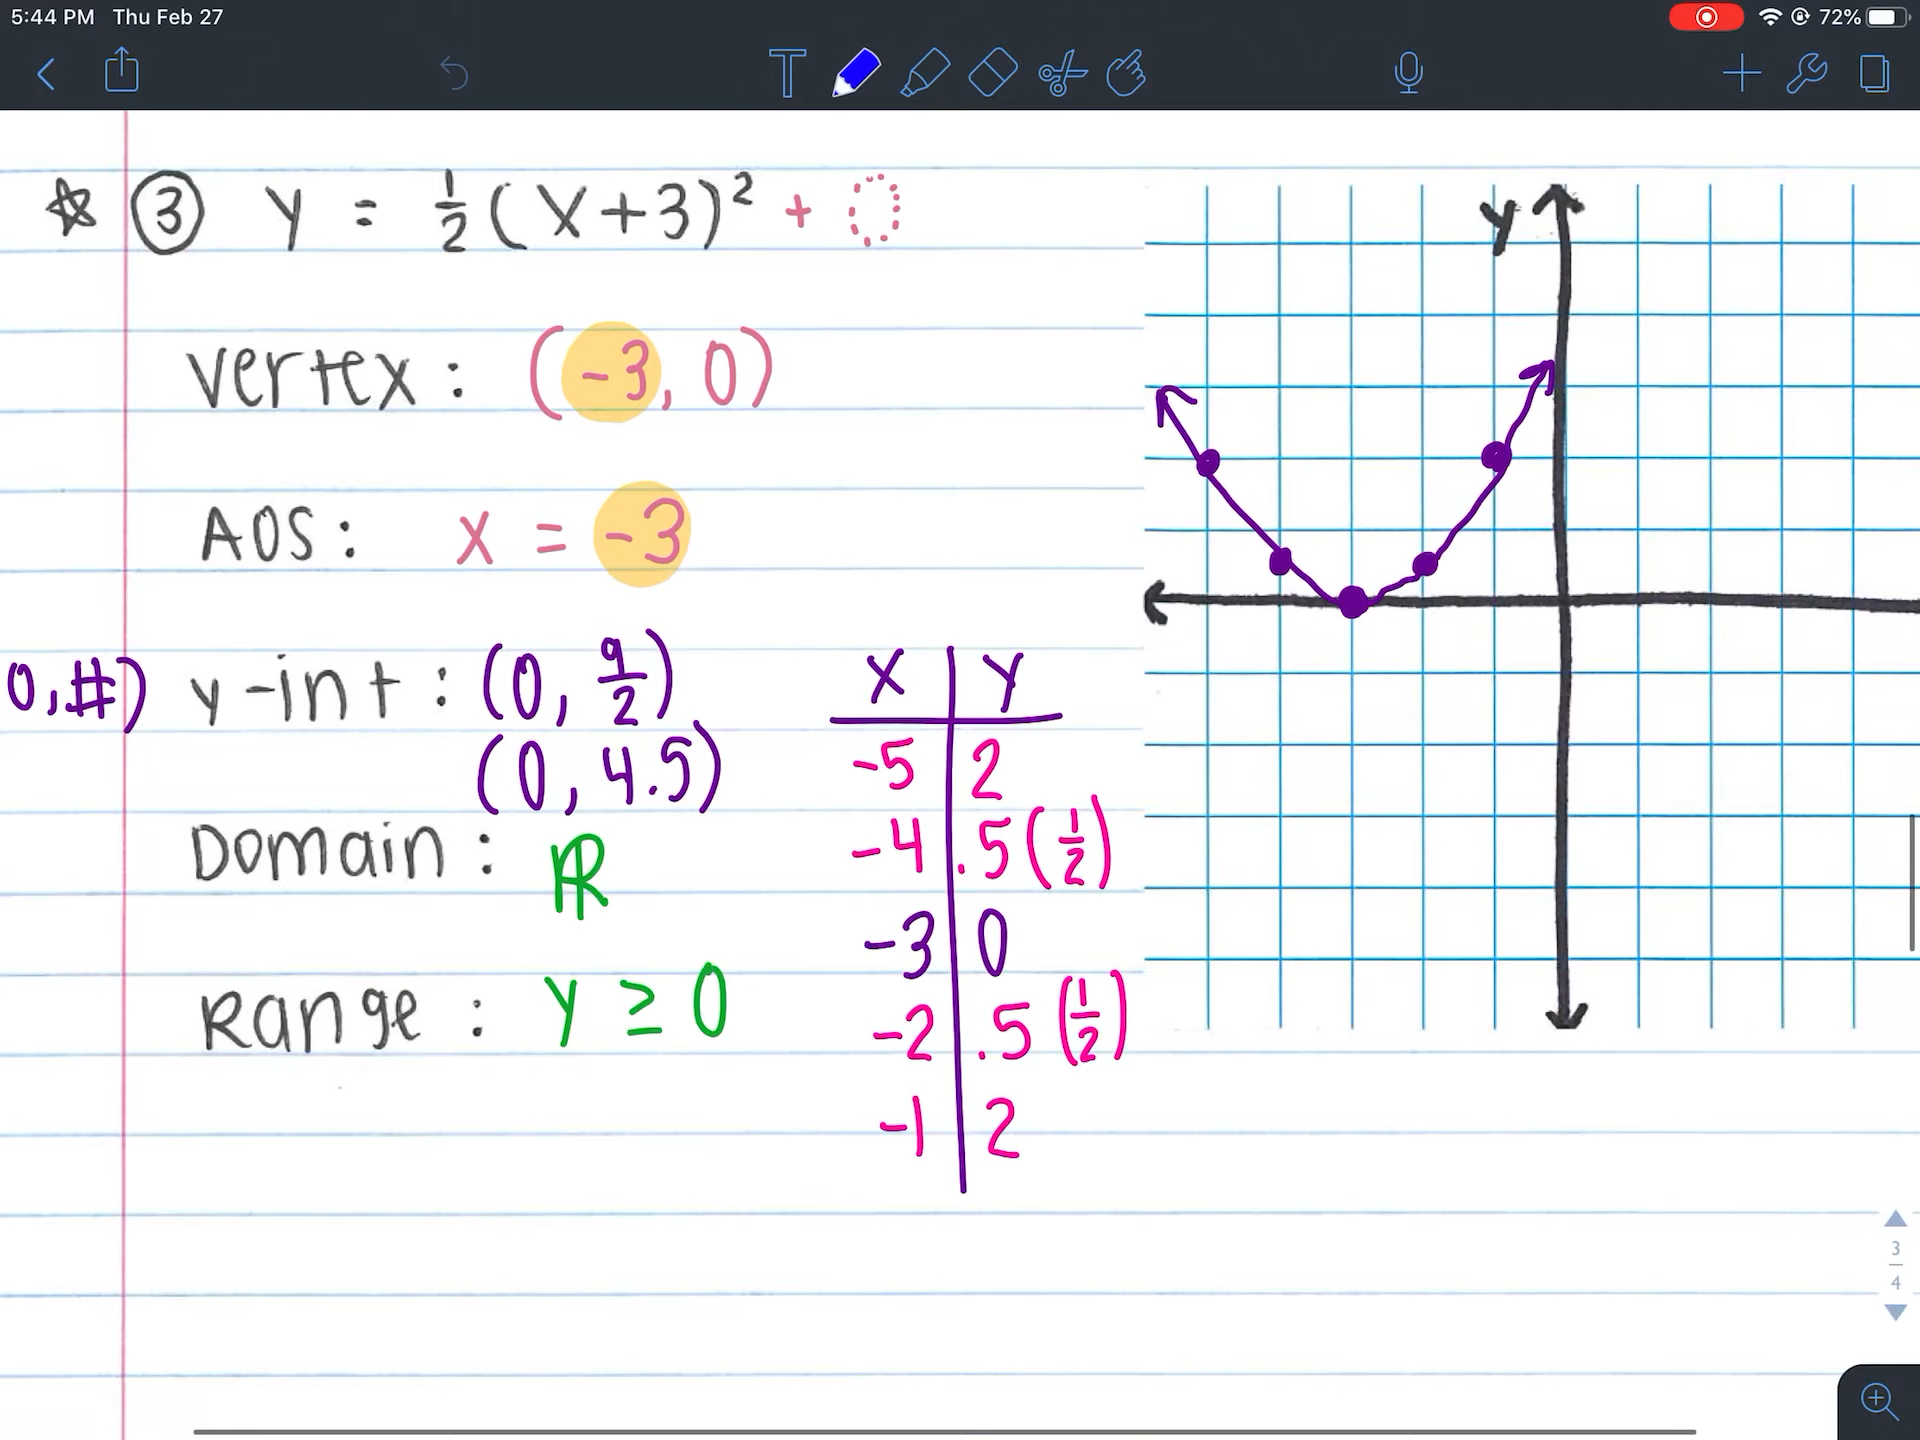 5:44 PM Thu Feb 27 72%
T
☆ ③ y = 1/2 (x+3)² + 0
y
vertex : (-3, 0)
AOS: x = -3
0,#) y-int : (0, 9/2)
(0, 4.5)
Domain : ℝ
Range : y ≥ 0
X | Y
-5 | 2
-4 | .5 (1/2)
-3 | 0
-2 | .5 (1/2)
-1 | 2
3
4